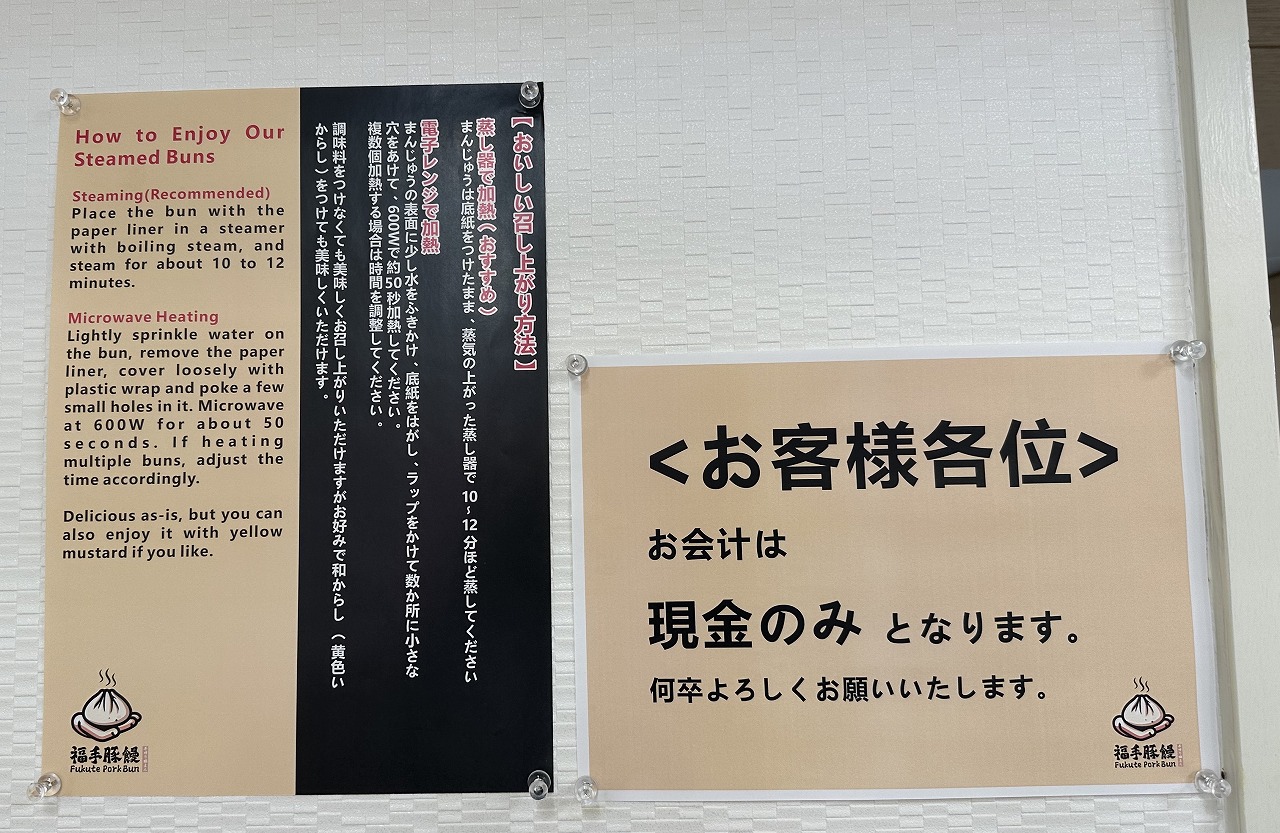 How to Enjoy Our
Steamed Buns
Steaming(Recommended)
Place the bun with the
paper liner in a steamer
with boiling steam, and
steam for about 10 to 12
minutes.
Microwave Heating
Lightly sprinkle water on
the bun, remove the paper
liner, cover loosely with
plastic wrap and poke a few
small holes in it. Microwave
at 600W for about 50
seconds. If heating
multiple buns, adjust the
time accordingly.
Delicious as-is, but you can
also enjoy it with yellow
mustard if you like.
福手豚饅
Fukute Pork Bun
【おいしい召し上がり方法】
蒸し器で加熱（おすすめ）
まんじゅうは底紙をつけたまま、蒸気の上がった蒸し器で10~12分ほど蒸してください
電子レンジで加熱
まんじゅうの表面に少し水をふきかけ、底紙をはがし、ラップをかけて数か所に小さな
穴をあけて、600Wで約50秒加熱してください。
複数個加熱する場合は時間を調整してください。
調味料をつけなくても美味しくお召し上がりいただけますがお好みで和からし（黄色い
からし）をつけても美味しくいただけます。
<お客様各位>
お会計は
現金のみ となります。
何卒よろしくお願いいたします。
福手豚饅
Fukute Pork Bun